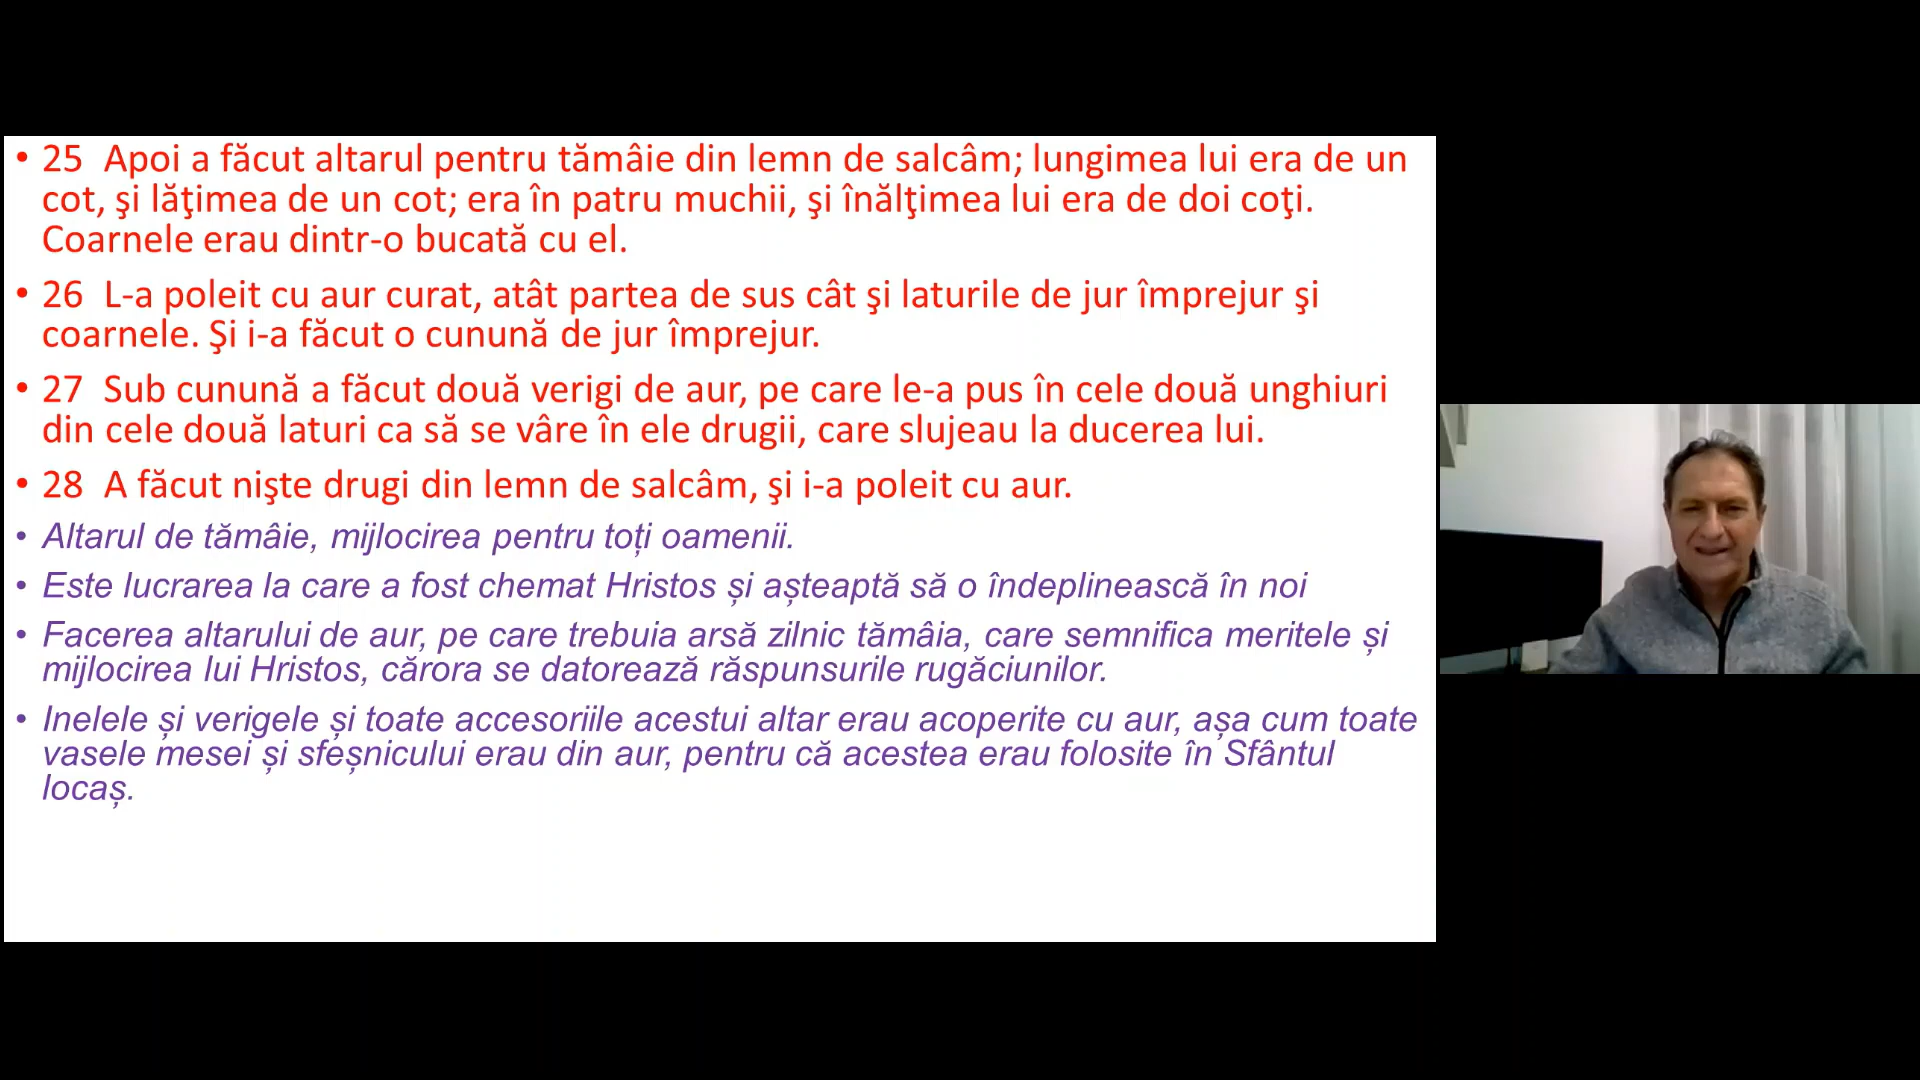 • 25  Apoi a făcut altarul pentru tămâie din lemn de salcâm; lungimea lui era de un
cot, şi lăţimea de un cot; era în patru muchii, şi înălţimea lui era de doi coţi.
Coarnele erau dintr-o bucată cu el.
• 26  L-a poleit cu aur curat, atât partea de sus cât şi laturile de jur împrejur şi
coarnele. Şi i-a făcut o cunună de jur împrejur.
• 27  Sub cunună a făcut două verigi de aur, pe care le-a pus în cele două unghiuri
din cele două laturi ca să se vâre în ele drugii, care slujeau la ducerea lui.
• 28  A făcut nişte drugi din lemn de salcâm, şi i-a poleit cu aur.
• Altarul de tămâie, mijlocirea pentru toți oamenii.
• Este lucrarea la care a fost chemat Hristos și așteaptă să o îndeplinească în noi
• Facerea altarului de aur, pe care trebuia arsă zilnic tămâia, care semnifica meritele și
mijlocirea lui Hristos, cărora se datorează răspunsurile rugăciunilor.
• Inelele și verigele și toate accesoriile acestui altar erau acoperite cu aur, așa cum toate
vasele mesei și sfeșnicului erau din aur, pentru că acestea erau folosite în Sfântul
locaș.